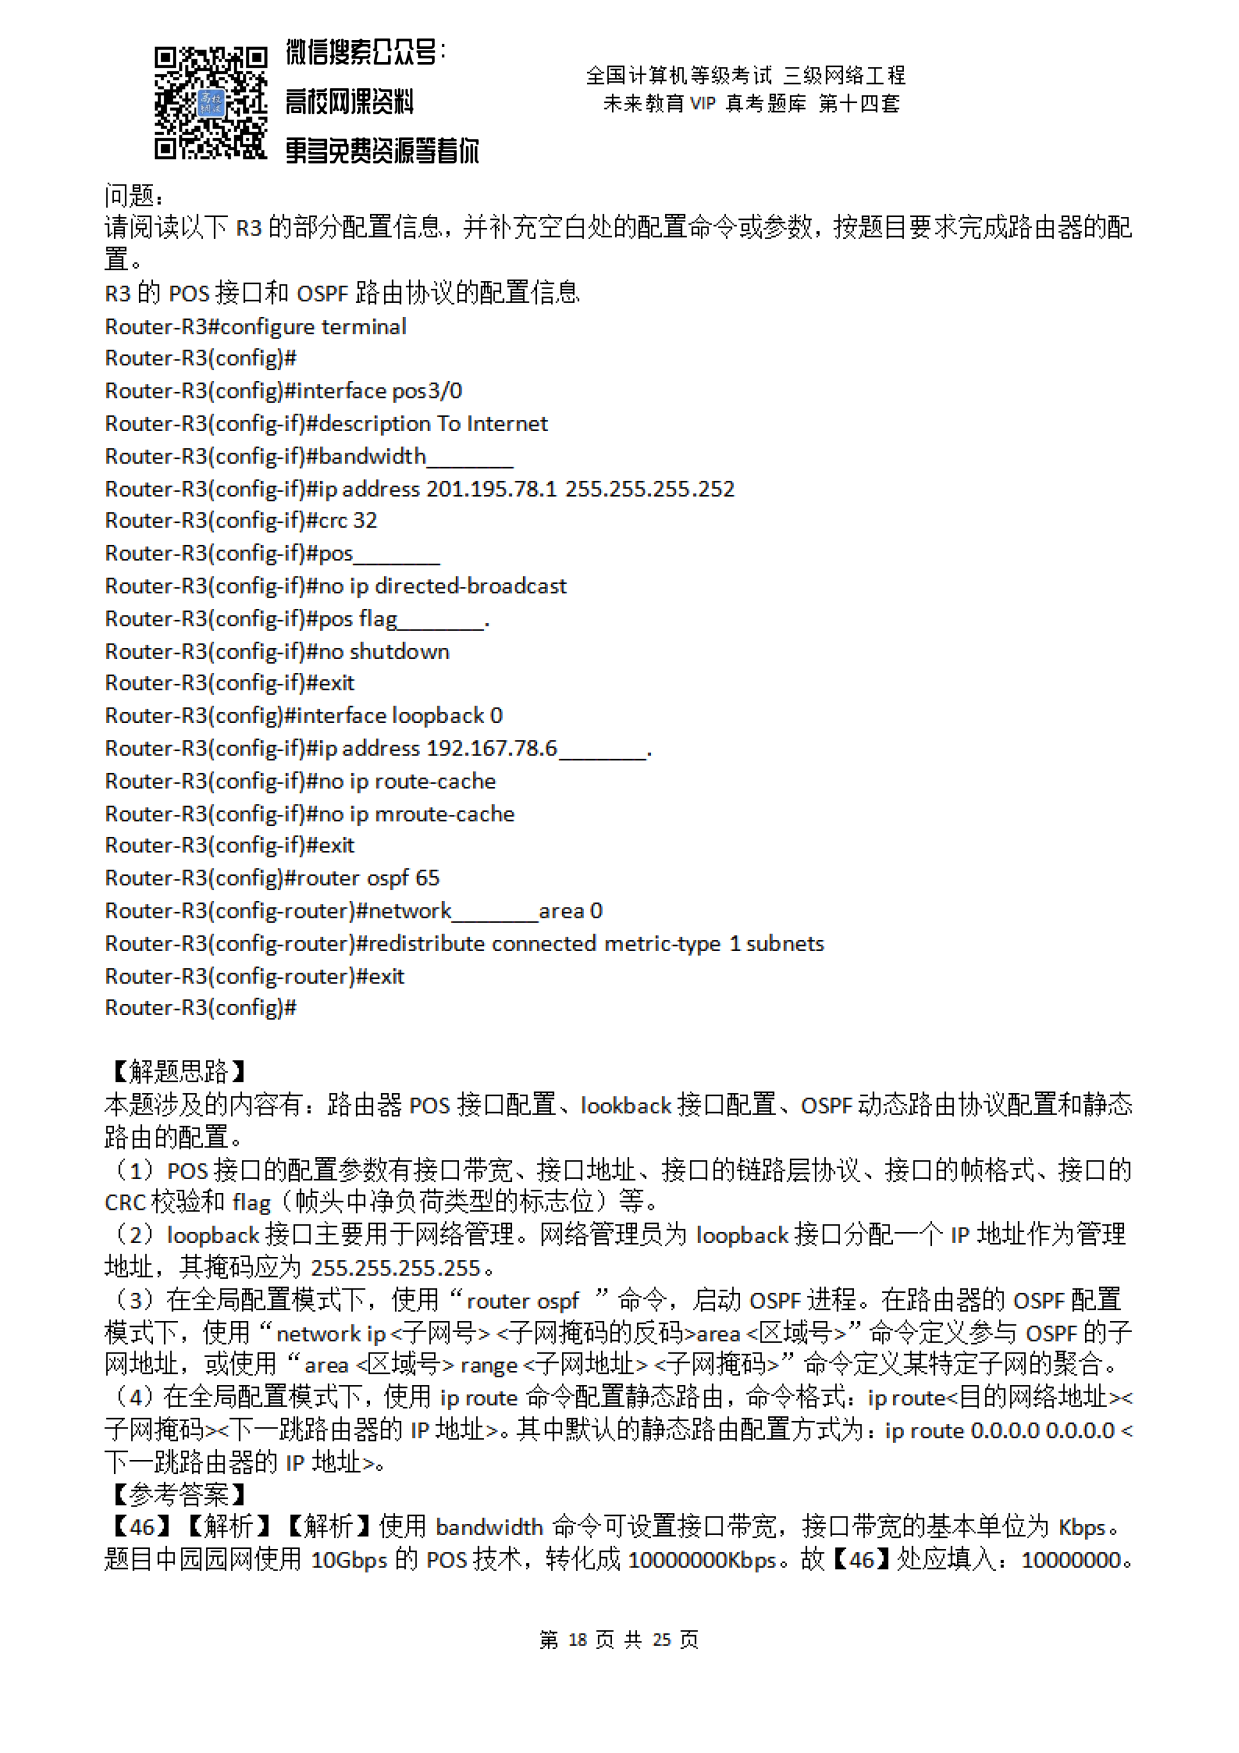 微信搜索公众号：
高校网课资料
更多免费资源等着你
高校
网课
全国计算机等级考试 三级网络工程
未来教育 VIP 真考题库 第十四套
问题：
请阅读以下 R3 的部分配置信息，并补充空白处的配置命令或参数，按题目要求完成路由器的配
置。
R3 的 POS 接口和 OSPF 路由协议的配置信息
Router-R3#configure terminal
Router-R3(config)#
Router-R3(config)#interface pos3/0
Router-R3(config-if)#description To Internet
Router-R3(config-if)#bandwidth_______
Router-R3(config-if)#ip address 201.195.78.1 255.255.255.252
Router-R3(config-if)#crc 32
Router-R3(config-if)#pos_______
Router-R3(config-if)#no ip directed-broadcast
Router-R3(config-if)#pos flag_______.
Router-R3(config-if)#no shutdown
Router-R3(config-if)#exit
Router-R3(config)#interface loopback 0
Router-R3(config-if)#ip address 192.167.78.6_______.
Router-R3(config-if)#no ip route-cache
Router-R3(config-if)#no ip mroute-cache
Router-R3(config-if)#exit
Router-R3(config)#router ospf 65
Router-R3(config-router)#network_______area 0
Router-R3(config-router)#redistribute connected metric-type 1 subnets
Router-R3(config-router)#exit
Router-R3(config)#
【解题思路】
本题涉及的内容有：路由器 POS 接口配置、lookback 接口配置、OSPF 动态路由协议配置和静态
路由的配置。
（1）POS 接口的配置参数有接口带宽、接口地址、接口的链路层协议、接口的帧格式、接口的
CRC 校验和 flag（帧头中净负荷类型的标志位）等。
（2）loopback 接口主要用于网络管理。网络管理员为 loopback 接口分配一个 IP 地址作为管理
地址，其掩码应为 255.255.255.255。
（3）在全局配置模式下，使用“router ospf ”命令，启动 OSPF 进程。在路由器的 OSPF 配置
模式下，使用“network ip <子网号> <子网掩码的反码>area <区域号>”命令定义参与 OSPF 的子
网地址，或使用“area <区域号> range <子网地址> <子网掩码>”命令定义某特定子网的聚合。
（4）在全局配置模式下，使用 ip route 命令配置静态路由，命令格式：ip route<目的网络地址><
子网掩码><下一跳路由器的 IP 地址>。其中默认的静态路由配置方式为：ip route 0.0.0.0 0.0.0.0 <
下一跳路由器的 IP 地址>。
【参考答案】
【46】【解析】【解析】使用 bandwidth 命令可设置接口带宽，接口带宽的基本单位为 Kbps。
题目中园园网使用 10Gbps 的 POS 技术，转化成 10000000Kbps。故【46】处应填入：10000000。
第 18 页 共 25 页